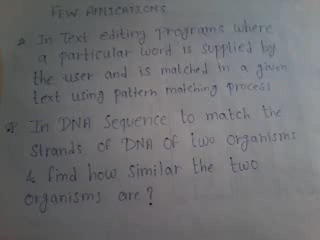 FEW APPLICATIONS
In Text editing programs where
a particular word is supplied by
the user and is matched in a given
text using pattern matching process
In DNA Sequence to match the
Strands of DNA of two organisms
& find how similar the two
organisms are?